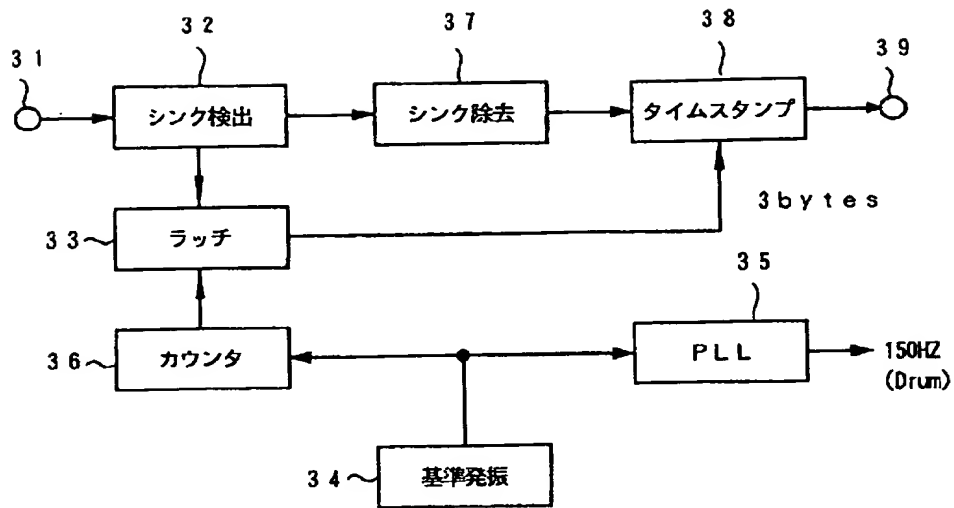 31
32
37
38
39
シンク検出
シンク除去
タイムスタンプ
3bytes
33
ラッチ
35
36
カウンタ
PLL
150HZ
(Drum)
34
基準発振